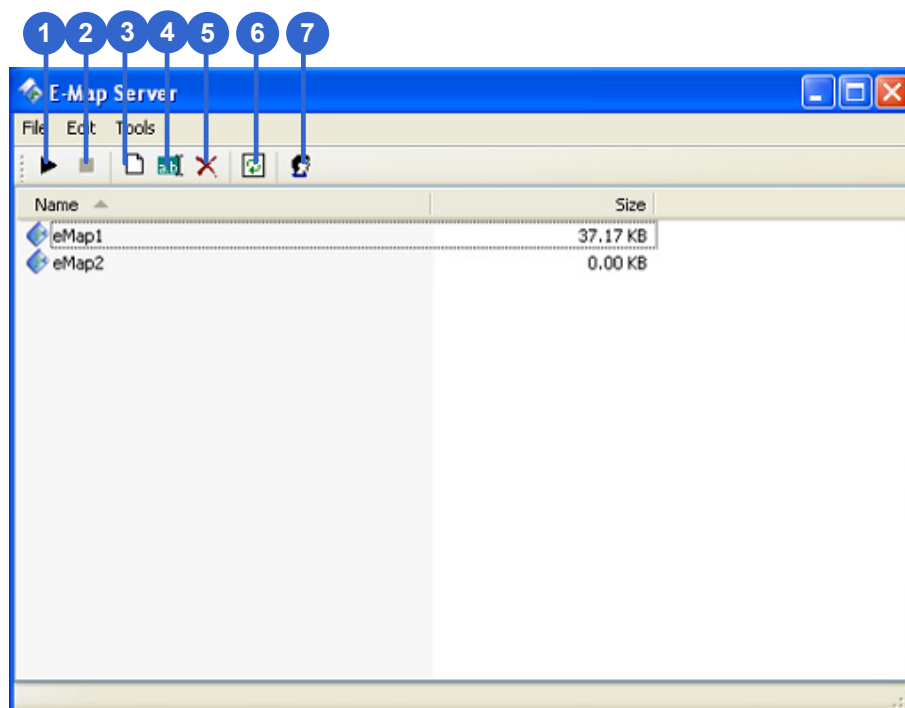 1 2 3 4 5 6 7
E-Map Server
File Edit Tools
ab
Name Size
eMap1 37.17 KB
eMap2 0.00 KB